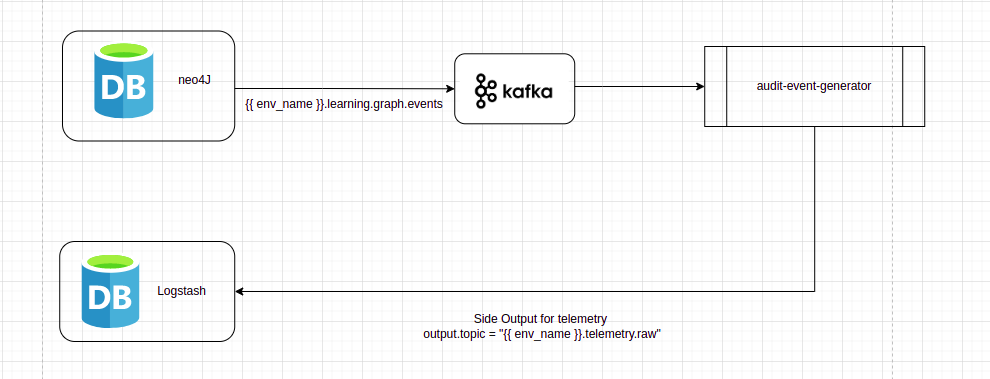 DB
neo4J
{{ env_name }}.learning.graph.events
kafka
audit-event-generator
DB
Logstash
Side Output for telemetry
output.topic = "{{ env_name }}.telemetry.raw"